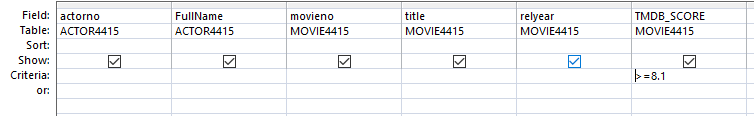 Field: actorno FullName movieno title relyear TMDB_SCORE
Table: ACTOR4415 ACTOR4415 MOVIE4415 MOVIE4415 MOVIE4415 MOVIE4415
Sort:
Show:
Criteria: >=8.1
or: